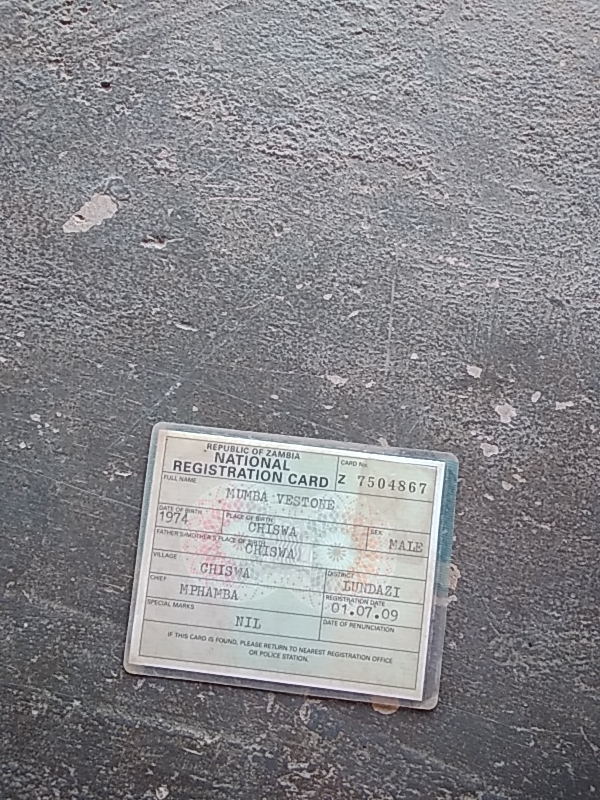 REPUBLIC OF ZAMBIA
NATIONAL
REGISTRATION CARD
CARD No.
Z 7504867
FULL NAME
MUMBA VESTONE
DATE OF BIRTH
1974
PLACE OF BIRTH
CHISWA
SEX
MALE
FATHER'S/MOTHER'S PLACE OF BIRTH
CHISWA
VILLAGE
CHISWA
DISTRICT
LUNDAZI
CHIEF
MPHAMBA
REGISTRATION DATE
01.07.09
SPECIAL MARKS
NIL
DATE OF RENUNCIATION
IF THIS CARD IS FOUND, PLEASE RETURN TO NEAREST REGISTRATION OFFICE
OR POLICE STATION.